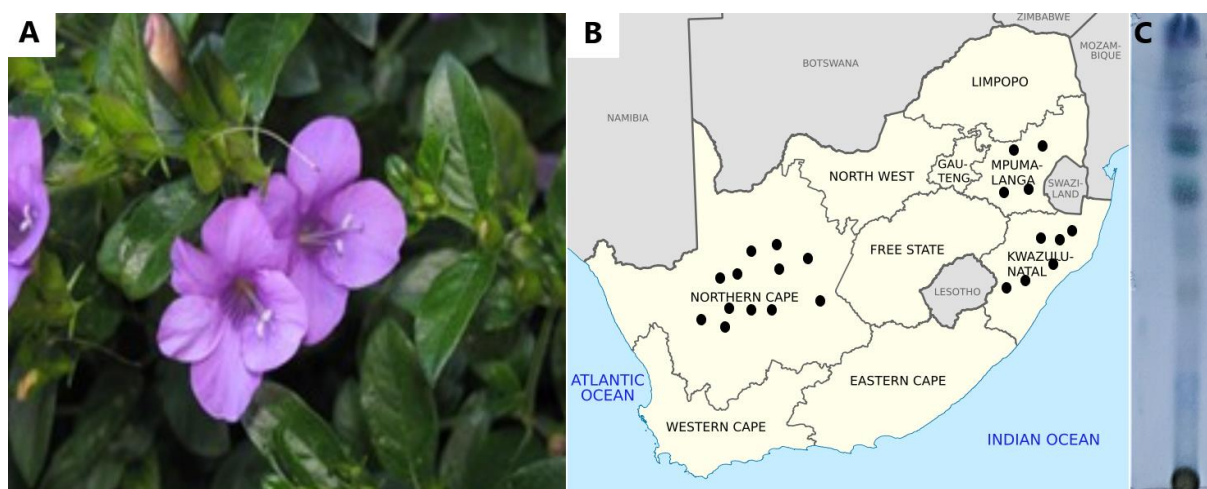 A
B
C
ZIMBABWE
MOZAM-
BIQUE
BOTSWANA
LIMPOPO
NAMIBIA
GAU-
TENG
MPUMA-
LANGA
NORTH WEST
SWAZI-
LAND
FREE STATE
KWAZULU-
NATAL
LESOTHO
NORTHERN CAPE
ATLANTIC
OCEAN
EASTERN CAPE
WESTERN CAPE
INDIAN OCEAN